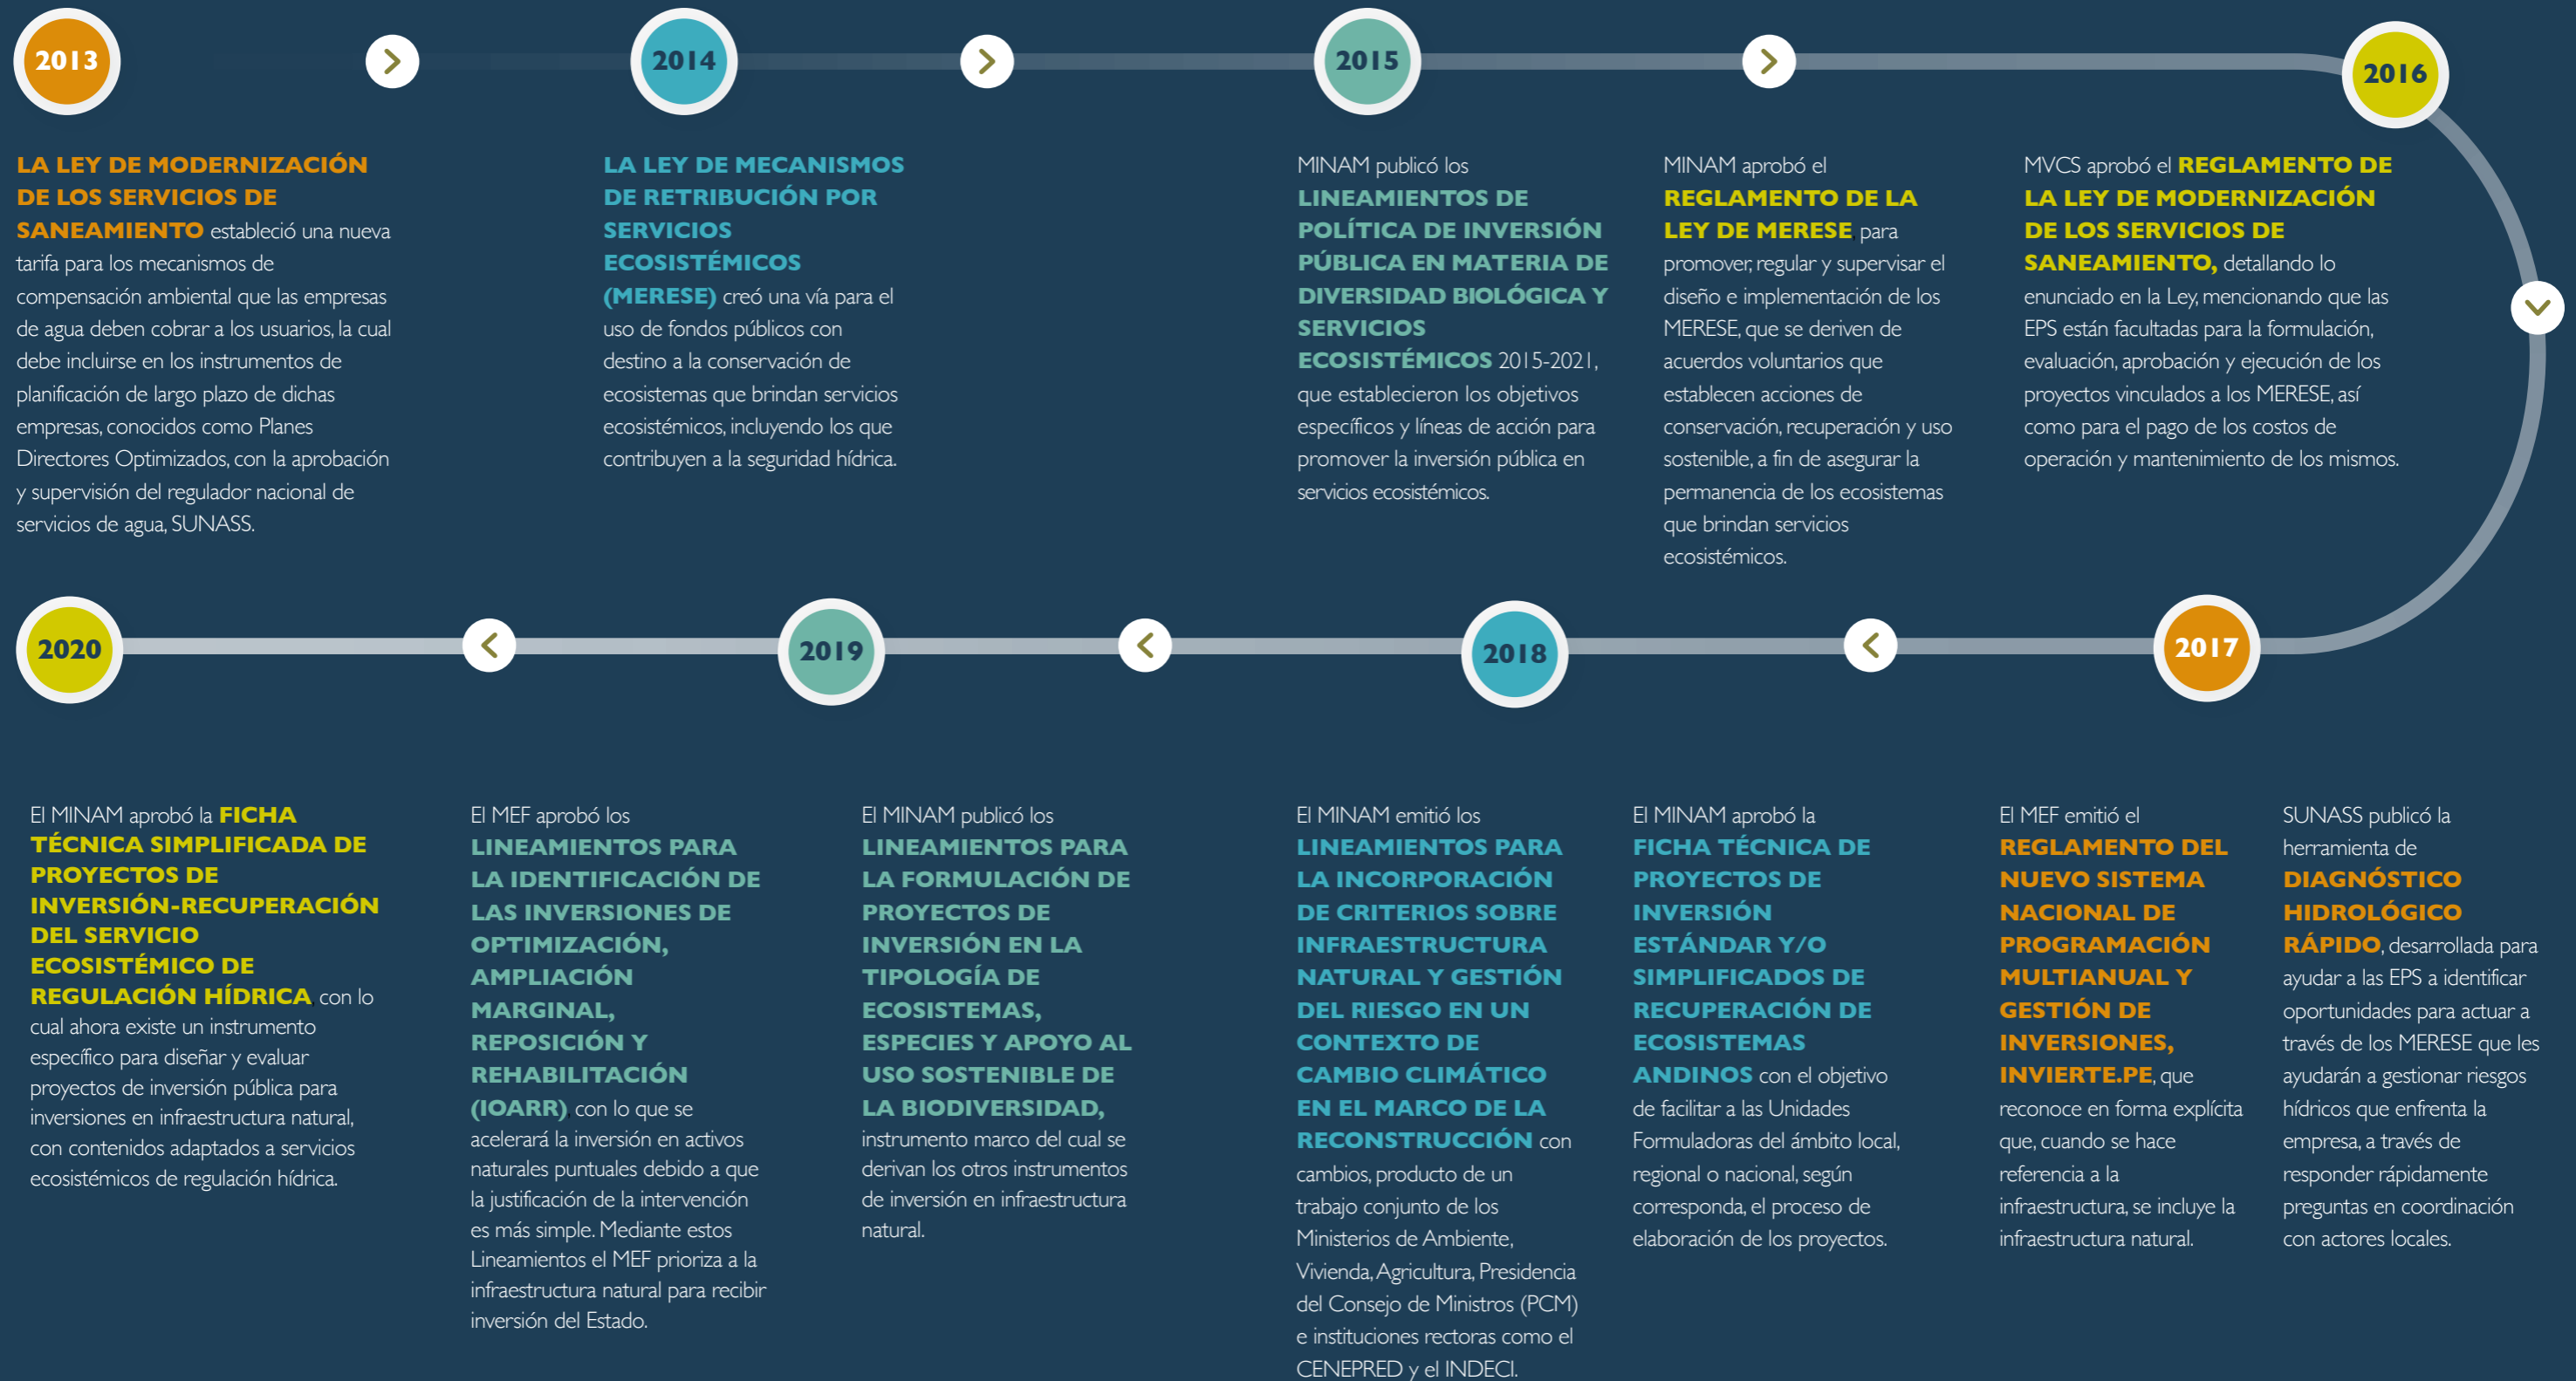 2013
LA LEY DE MODERNIZACIÓN
DE LOS SERVICIOS DE
SANEAMIENTO estableció una nueva
tarifa para los mecanismos de
compensación ambiental que las empresas
de agua deben cobrar a los usuarios, la cual
debe incluirse en los instrumentos de
planificación de largo plazo de dichas
empresas, conocidos como Planes
Directores Optimizados, con la aprobación
y supervisión del regulador nacional de
servicios de agua, SUNASS.
2014
LA LEY DE MECANISMOS
DE RETRIBUCIÓN POR
SERVICIOS
ECOSISTÉMICOS
(MERESE) creó una vía para el
uso de fondos públicos con
destino a la conservación de
ecosistemas que brindan servicios
ecosistémicos, incluyendo los que
contribuyen a la seguridad hídrica.
2015
MINAM publicó los
LINEAMIENTOS DE
POLÍTICA DE INVERSIÓN
PÚBLICA EN MATERIA DE
DIVERSIDAD BIOLÓGICA Y
SERVICIOS
ECOSISTÉMICOS 2015-2021,
que establecieron los objetivos
específicos y líneas de acción para
promover la inversión pública en
servicios ecosistémicos.
2016
MINAM aprobó el
REGLAMENTO DE LA
LEY DE MERESE, para
promover, regular y supervisar el
diseño e implementación de los
MERESE, que se deriven de
acuerdos voluntarios que
establecen acciones de
conservación, recuperación y uso
sostenible, a fin de asegurar la
permanencia de los ecosistemas
que brindan servicios
ecosistémicos.
MVCS aprobó el REGLAMENTO DE
LA LEY DE MODERNIZACIÓN
DE LOS SERVICIOS DE
SANEAMIENTO, detallando lo
enunciado en la Ley, mencionando que las
EPS están facultadas para la formulación,
evaluación, aprobación y ejecución de los
proyectos vinculados a los MERESE, así
como para el pago de los costos de
operación y mantenimiento de los mismos.
2017
El MEF emitió el
REGLAMENTO DEL
NUEVO SISTEMA
NACIONAL DE
PROGRAMACIÓN
MULTIANUAL Y
GESTIÓN DE
INVERSIONES,
INVIERTE.PE, que
reconoce en forma explícita
que, cuando se hace
referencia a la
infraestructura, se incluye la
infraestructura natural.
SUNASS publicó la
herramienta de
DIAGNÓSTICO
HIDROLÓGICO
RÁPIDO, desarrollada para
ayudar a las EPS a identificar
oportunidades para actuar a
través de los MERESE que les
ayudarán a gestionar riesgos
hídricos que enfrenta la
empresa, a través de
responder rápidamente
preguntas en coordinación
con actores locales.
2018
El MINAM emitió los
LINEAMIENTOS PARA
LA INCORPORACIÓN
DE CRITERIOS SOBRE
INFRAESTRUCTURA
NATURAL Y GESTIÓN
DEL RIESGO EN UN
CONTEXTO DE
CAMBIO CLIMÁTICO
EN EL MARCO DE LA
RECONSTRUCCIÓN con
cambios, producto de un
trabajo conjunto de los
Ministerios de Ambiente,
Vivienda, Agricultura, Presidencia
del Consejo de Ministros (PCM)
e instituciones rectoras como el
CENEPRED y el INDECI.
El MINAM aprobó la
FICHA TÉCNICA DE
PROYECTOS DE
INVERSIÓN
ESTÁNDAR Y/O
SIMPLIFICADOS DE
RECUPERACIÓN DE
ECOSISTEMAS
ANDINOS con el objetivo
de facilitar a las Unidades
Formuladoras del ámbito local,
regional o nacional, según
corresponda, el proceso de
elaboración de los proyectos.
2019
El MEF aprobó los
LINEAMIENTOS PARA
LA IDENTIFICACIÓN DE
LAS INVERSIONES DE
OPTIMIZACIÓN,
AMPLIACIÓN
MARGINAL,
REPOSICIÓN Y
REHABILITACIÓN
(IOARR), con lo que se
acelerará la inversión en activos
naturales puntuales debido a que
la justificación de la intervención
es más simple. Mediante estos
Lineamientos el MEF prioriza a la
infraestructura natural para recibir
inversión del Estado.
El MINAM publicó los
LINEAMIENTOS PARA
LA FORMULACIÓN DE
PROYECTOS DE
INVERSIÓN EN LA
TIPOLOGÍA DE
ECOSISTEMAS,
ESPECIES Y APOYO AL
USO SOSTENIBLE DE
LA BIODIVERSIDAD,
instrumento marco del cual se
derivan los otros instrumentos
de inversión en infraestructura
natural.
2020
El MINAM aprobó la FICHA
TÉCNICA SIMPLIFICADA DE
PROYECTOS DE
INVERSIÓN-RECUPERACIÓN
DEL SERVICIO
ECOSISTÉMICO DE
REGULACIÓN HÍDRICA, con lo
cual ahora existe un instrumento
específico para diseñar y evaluar
proyectos de inversión pública para
inversiones en infraestructura natural,
con contenidos adaptados a servicios
ecosistémicos de regulación hídrica.